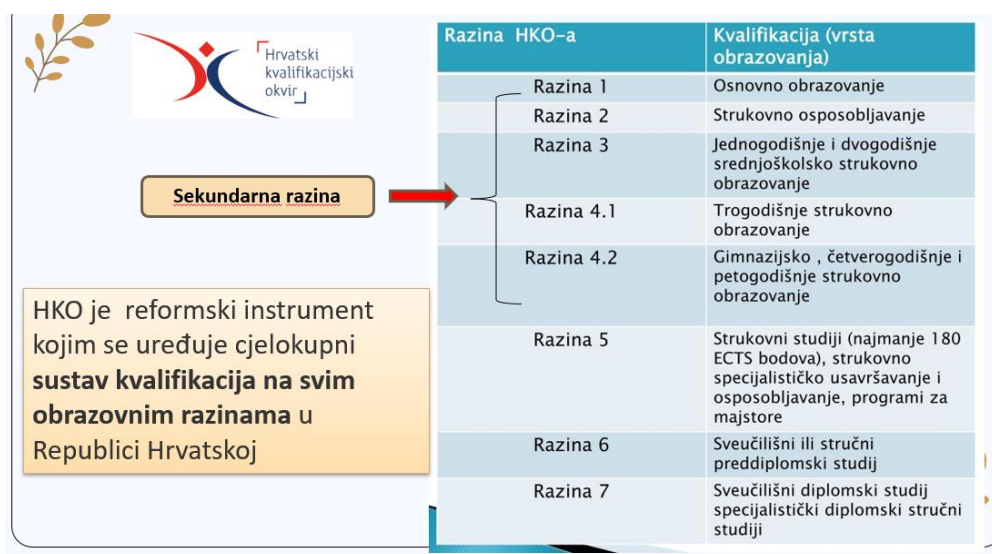 Hrvatski
kvalifikacijski
okvir
Sekundarna razina
HKO je reformski instrument
kojim se uređuje cjelokupni
sustav kvalifikacija na svim
obrazovnim razinama u
Republici Hrvatskoj
Razina HKO-a
Kvalifikacija (vrsta
obrazovanja)
Razina 1
Osnovno obrazovanje
Razina 2
Strukovno osposobljavanje
Razina 3
Jednogodišnje i dvogodišnje
srednjoškolsko strukovno
obrazovanje
Razina 4.1
Trogodišnje strukovno
obrazovanje
Razina 4.2
Gimnazijsko , četverogodišnje i
petogodišnje strukovno
obrazovanje
Razina 5
Strukovni studiji (najmanje 180
ECTS bodova), strukovno
specijalističko usavršavanje i
osposobljavanje, programi za
majstore
Razina 6
Sveučilišni ili stručni
preddiplomski studij
Razina 7
Sveučilišni diplomski studij
specijalistički diplomski stručni
studiji